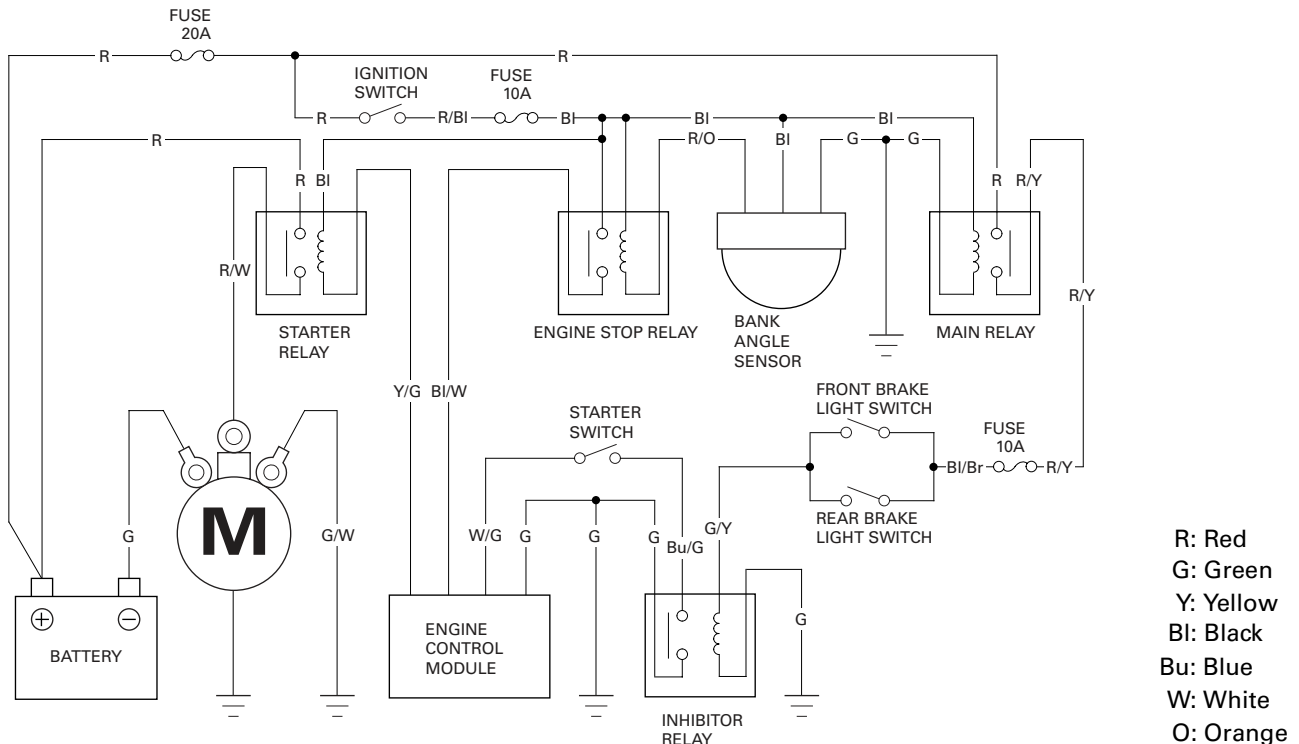 FUSE
20A
R
R
IGNITION
SWITCH
FUSE
10A
R
R/Bl
Bl
Bl
Bl
R
R/O
Bl
G
G
R
Bl
R
R/Y
R/W
R/Y
STARTER
RELAY
ENGINE STOP RELAY
BANK
ANGLE
SENSOR
MAIN RELAY
Y/G
Bl/W
FRONT BRAKE
LIGHT SWITCH
STARTER
SWITCH
FUSE
10A
Bl/Br
R/Y
REAR BRAKE
LIGHT SWITCH
M
G
G/W
W/G
G
G
G
Bu/G
G/Y
G
BATTERY
ENGINE
CONTROL
MODULE
INHIBITOR
RELAY
R: Red
G: Green
Y: Yellow
Bl: Black
Bu: Blue
W: White
O: Orange